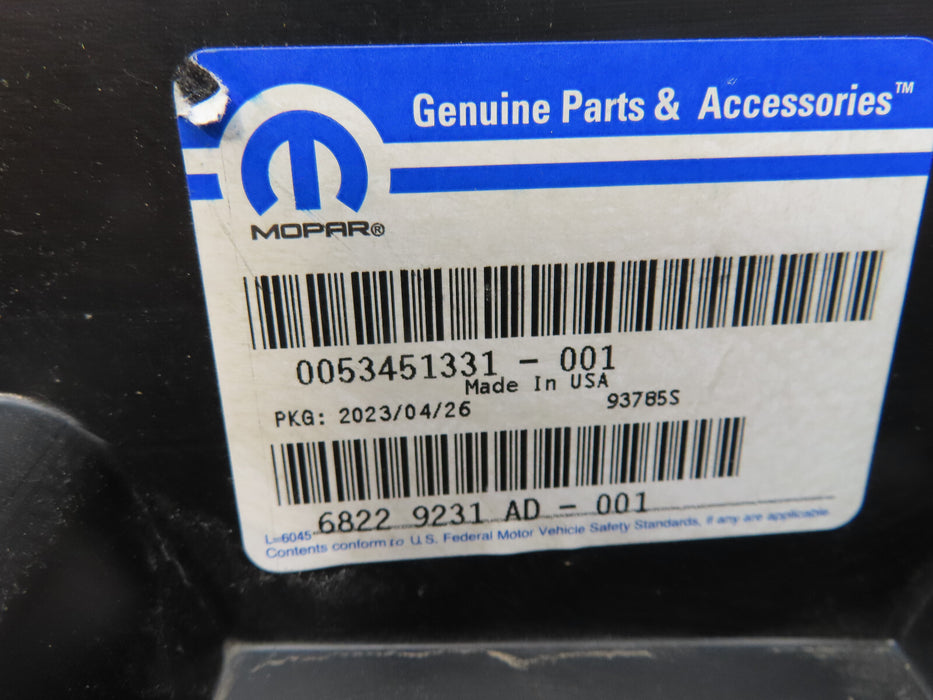 Genuine Parts & Accessories™
MOPAR®
0053451331 - 001
Made In USA
PKG: 2023/04/26 93785S
6822 9231 AD - 001
L-6045
Contents conform to U.S. Federal Motor Vehicle Safety Standards, if any are applicable.